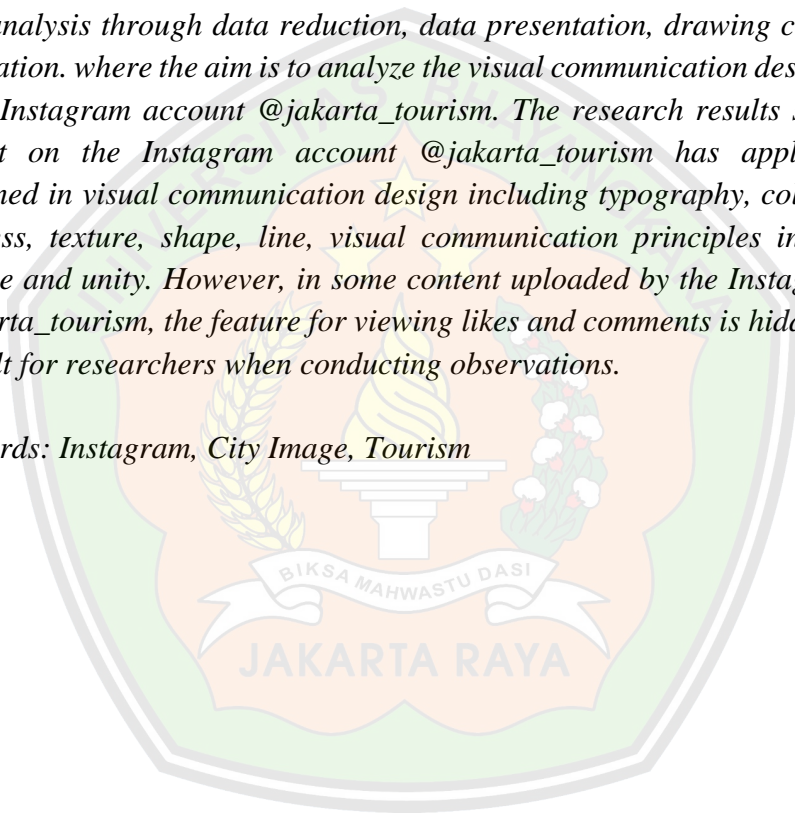 analysis through data reduction, data presentation, drawing c
ation. where the aim is to analyze the visual communication des
Instagram account @jakarta_tourism. The research results s
t on the Instagram account @jakarta_tourism has appl
ned in visual communication design including typography, col
ss, texture, shape, line, visual communication principles in
e and unity. However, in some content uploaded by the Instag
rta_tourism, the feature for viewing likes and comments is hid
lt for researchers when conducting observations.
rds: Instagram, City Image, Tourism
UNIVERSITAS BHAYANGKARA
BIKSA MAHWASTU DASI
JAKARTA RAYA